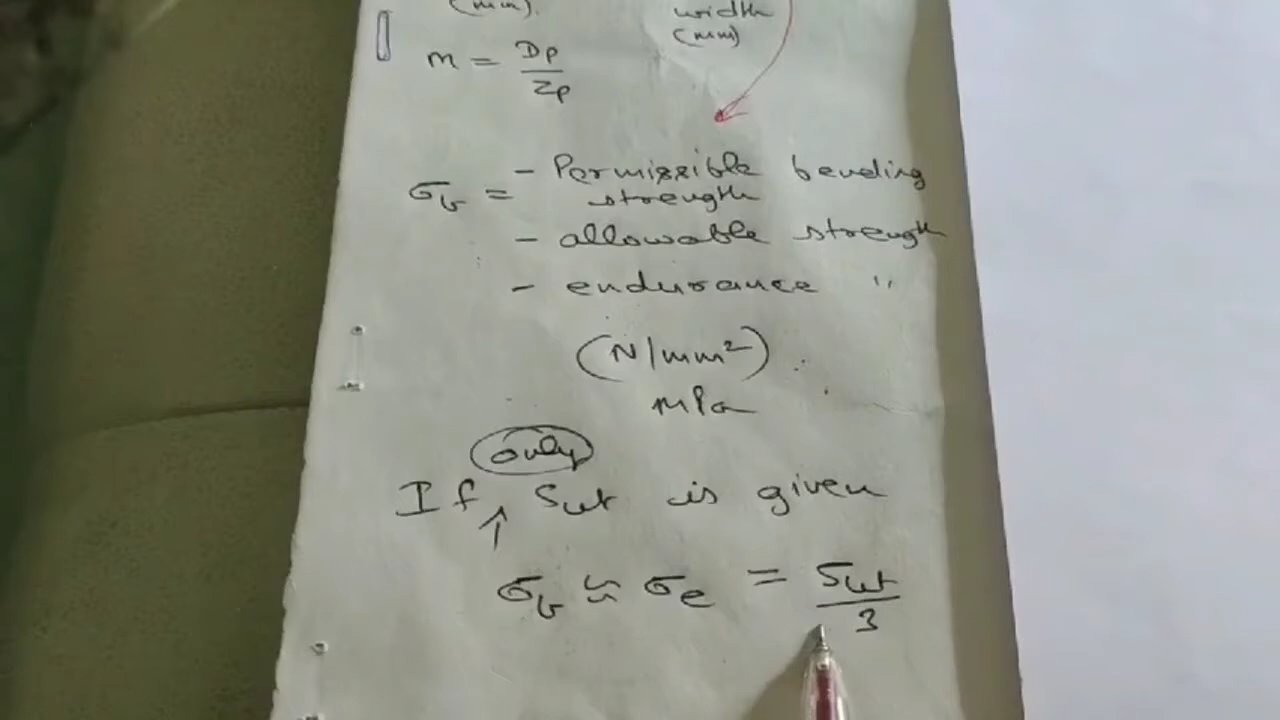 (mm). width
(mm)
m = Dp/Zp
σb = - Permissible bending
strength
- allowable strength
- endurance "
(N/mm²)
MPa
only
If Sut is given
σb ≈ σe = Sut/3